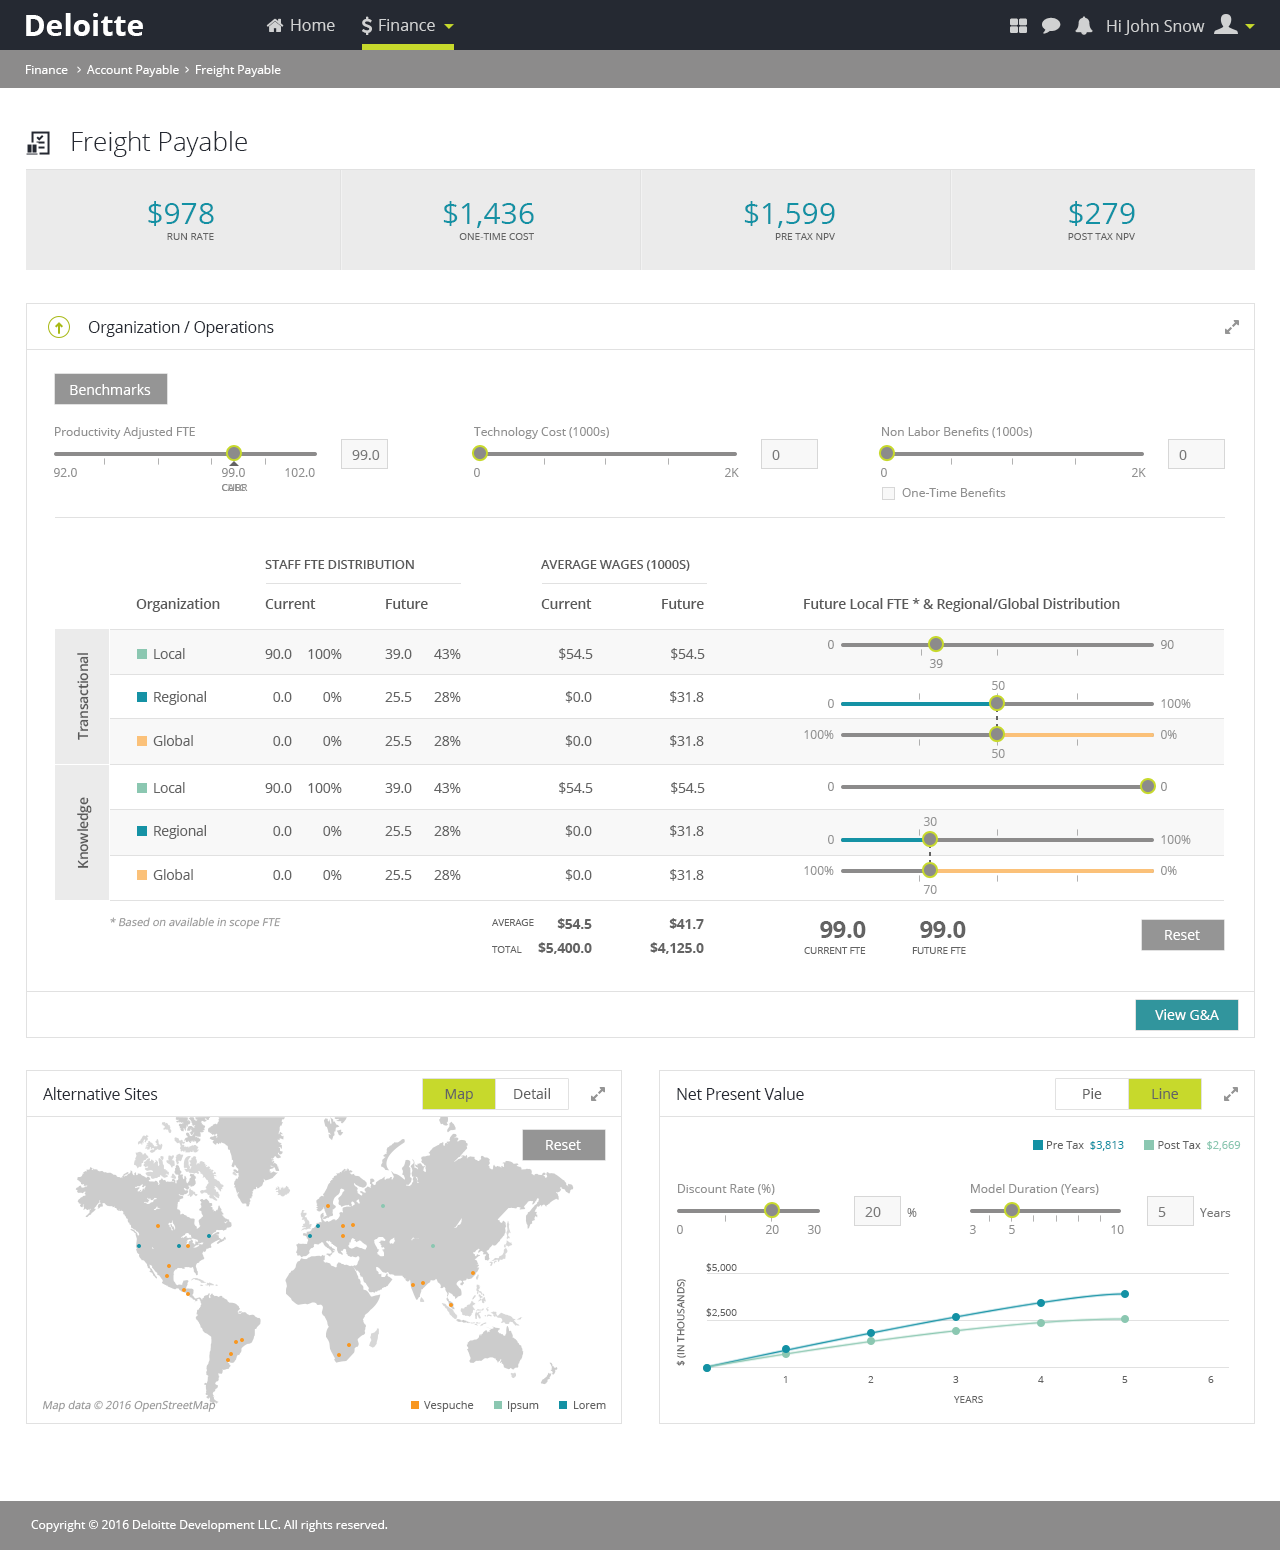 Deloitte
Home
Finance
Hi John Snow
Finance > Account Payable > Freight Payable
Freight Payable
$978
RUN RATE
$1,436
ONE-TIME COST
$1,599
PRE TAX NPV
$279
POST TAX NPV
Organization / Operations
Benchmarks
Productivity Adjusted FTE
99.0
92.0 99.0 102.0
Technology Cost (1000s)
0
0 2K
Non Labor Benefits (1000s)
0
0 2K
One-Time Benefits
STAFF FTE DISTRIBUTION AVERAGE WAGES (1000S)
Organization Current Future Current Future Future Local FTE * & Regional/Global Distribution
Transactional
Local 90.0 100% 39.0 43% $54.5 $54.5 0 90
39
Regional 0.0 0% 25.5 28% $0.0 $31.8 0 50 100%
Global 0.0 0% 25.5 28% $0.0 $31.8 100% 50 0%
Knowledge
Local 90.0 100% 39.0 43% $54.5 $54.5 0 0
Regional 0.0 0% 25.5 28% $0.0 $31.8 0 30 100%
Global 0.0 0% 25.5 28% $0.0 $31.8 100% 70 0%
* Based on available in scope FTE
AVERAGE $54.5 $41.7
TOTAL $5,400.0 $4,125.0
99.0
CURRENT FTE
99.0
FUTURE FTE
Reset
View G&A
Alternative Sites
Map Detail
Reset
Map data © 2016 OpenStreetMap
Vespuche Ipsum Lorem
Net Present Value
Pie Line
Pre Tax $3,813 Post Tax $2,669
Discount Rate (%)
20 %
0 20 30
Model Duration (Years)
5 Years
3 5 10
$ (IN THOUSANDS)
$5,000
$2,500
1 2 3 4 5 6
YEARS
Copyright © 2016 Deloitte Development LLC. All rights reserved.